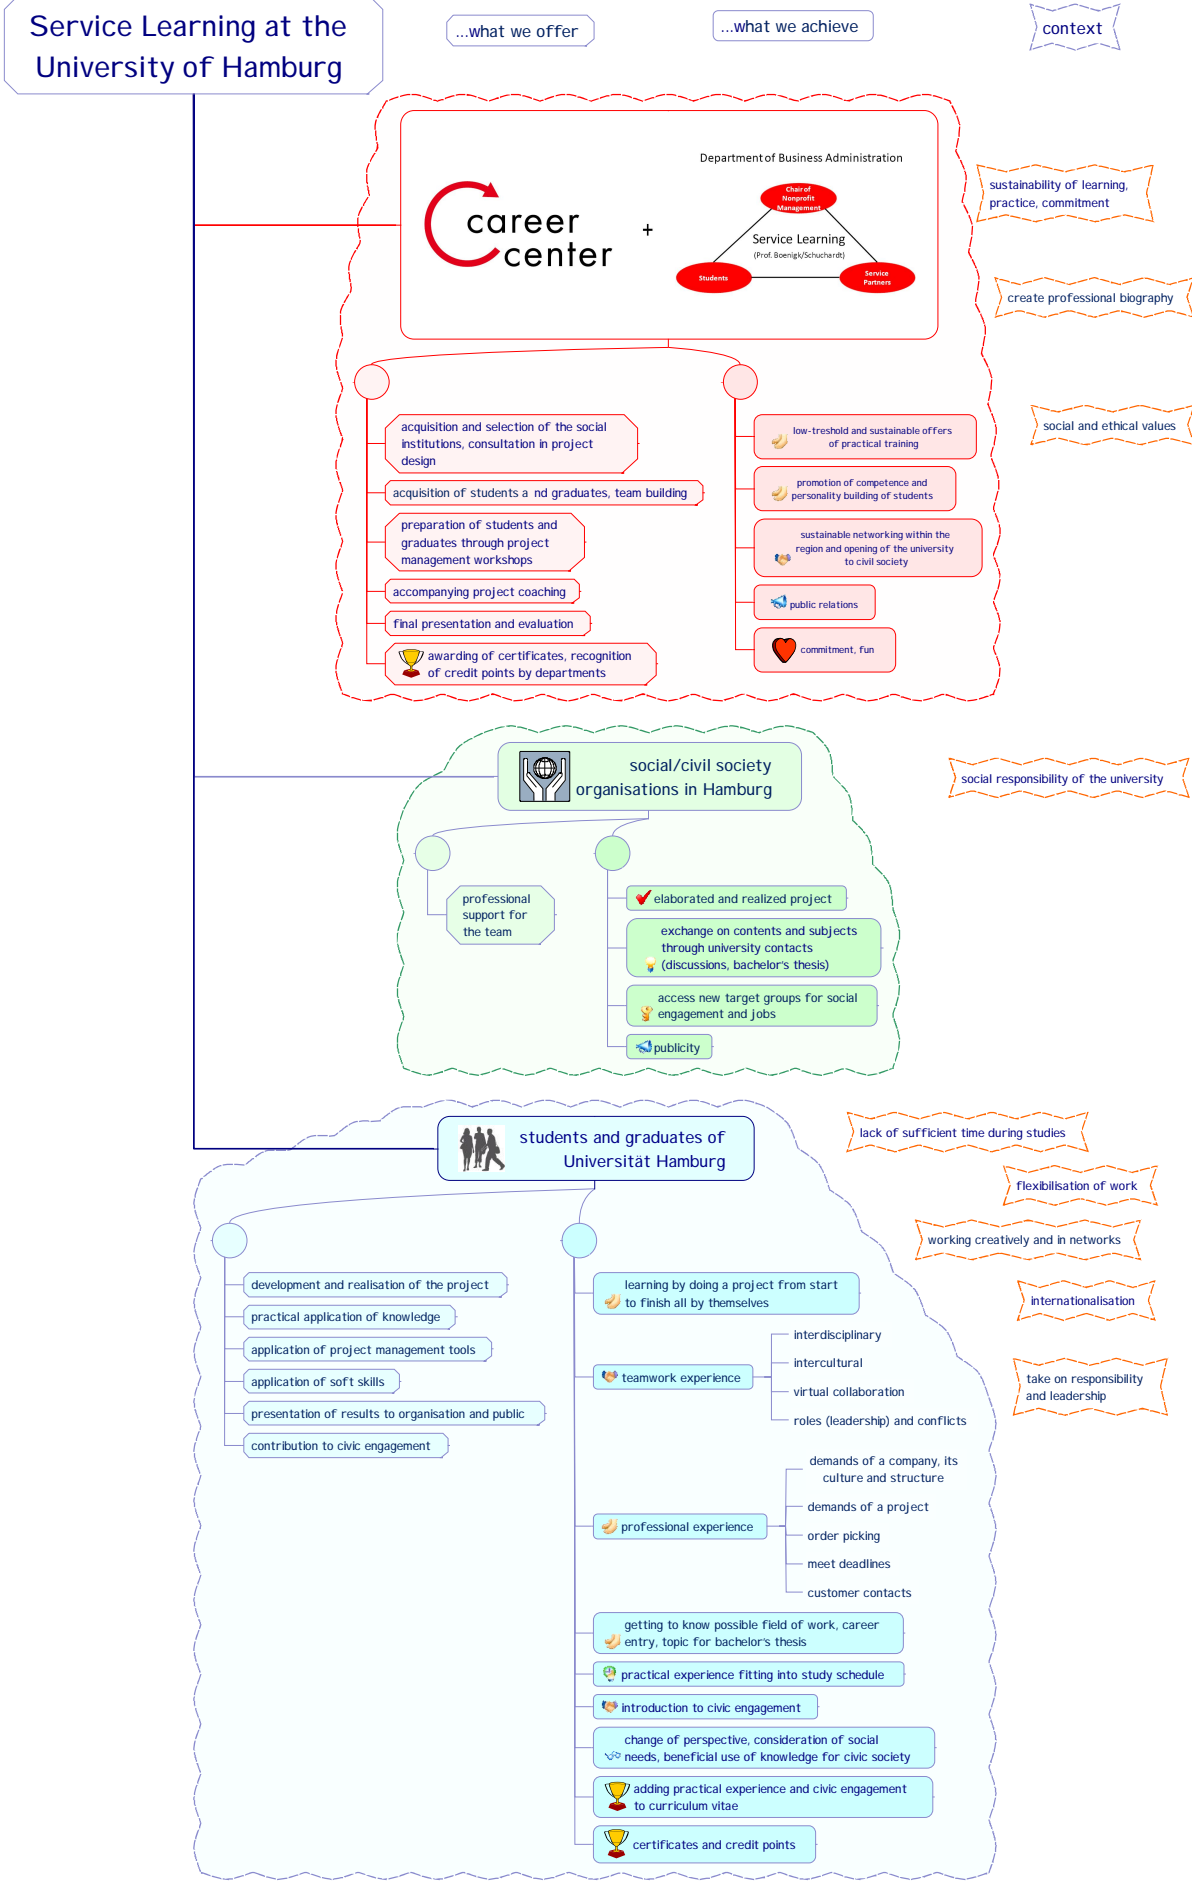 Service Learning at the
University of Hamburg
...what we offer
...what we achieve
context
career
center
+
Department of Business Administration
Chair of
Nonprofit
Management
Service Learning
(Prof. Boenigk/Schuchardt)
Students
Service
Partners
sustainability of learning,
practice, commitment
create professional biography
social and ethical values
acquisition and selection of the social
institutions, consultation in project
design
acquisition of students a nd graduates, team building
preparation of students and
graduates through project
management workshops
accompanying project coaching
final presentation and evaluation
awarding of certificates, recognition
of credit points by departments
low-treshold and sustainable offers
of practical training
promotion of competence and
personality building of students
sustainable networking within the
region and opening of the university
to civil society
public relations
commitment, fun
social/civil society
organisations in Hamburg
social responsibility of the university
professional
support for
the team
elaborated and realized project
exchange on contents and subjects
through university contacts
(discussions, bachelor's thesis)
access new target groups for social
engagement and jobs
publicity
students and graduates of
Universität Hamburg
lack of sufficient time during studies
flexibilisation of work
working creatively and in networks
internationalisation
take on responsibility
and leadership
development and realisation of the project
practical application of knowledge
application of project management tools
application of soft skills
presentation of results to organisation and public
contribution to civic engagement
learning by doing a project from start
to finish all by themselves
teamwork experience
interdisciplinary
intercultural
virtual collaboration
roles (leadership) and conflicts
professional experience
demands of a company, its
culture and structure
demands of a project
order picking
meet deadlines
customer contacts
getting to know possible field of work, career
entry, topic for bachelor's thesis
practical experience fitting into study schedule
introduction to civic engagement
change of perspective, consideration of social
needs, beneficial use of knowledge for civic society
adding practical experience and civic engagement
to curriculum vitae
certificates and credit points